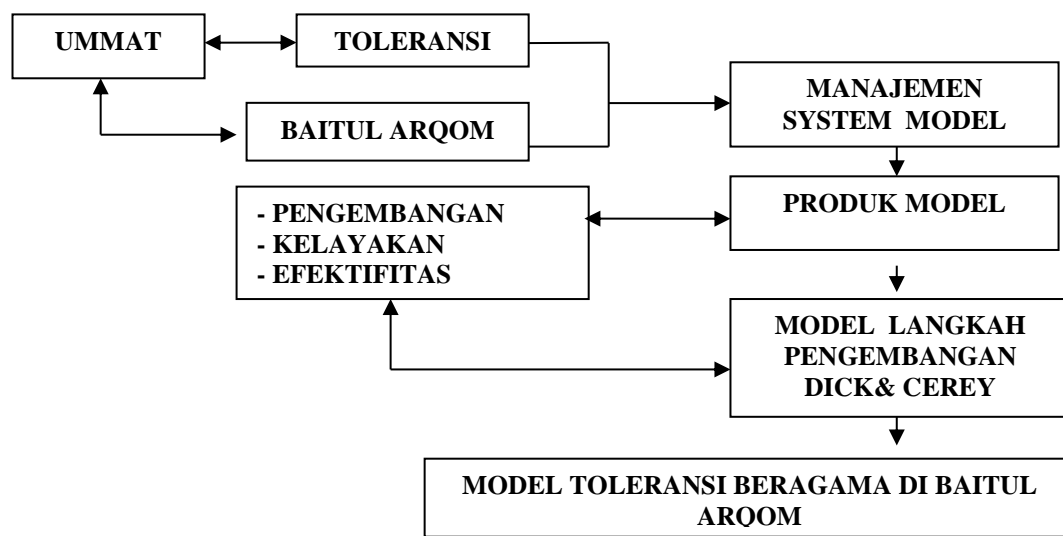 UMMAT
TOLERANSI
BAITUL ARQOM
MANAJEMEN
SYSTEM MODEL
- PENGEMBANGAN
- KELAYAKAN
- EFEKTIFITAS
PRODUK MODEL
MODEL LANGKAH
PENGEMBANGAN
DICK& CEREY
MODEL TOLERANSI BERAGAMA DI BAITUL
ARQOM